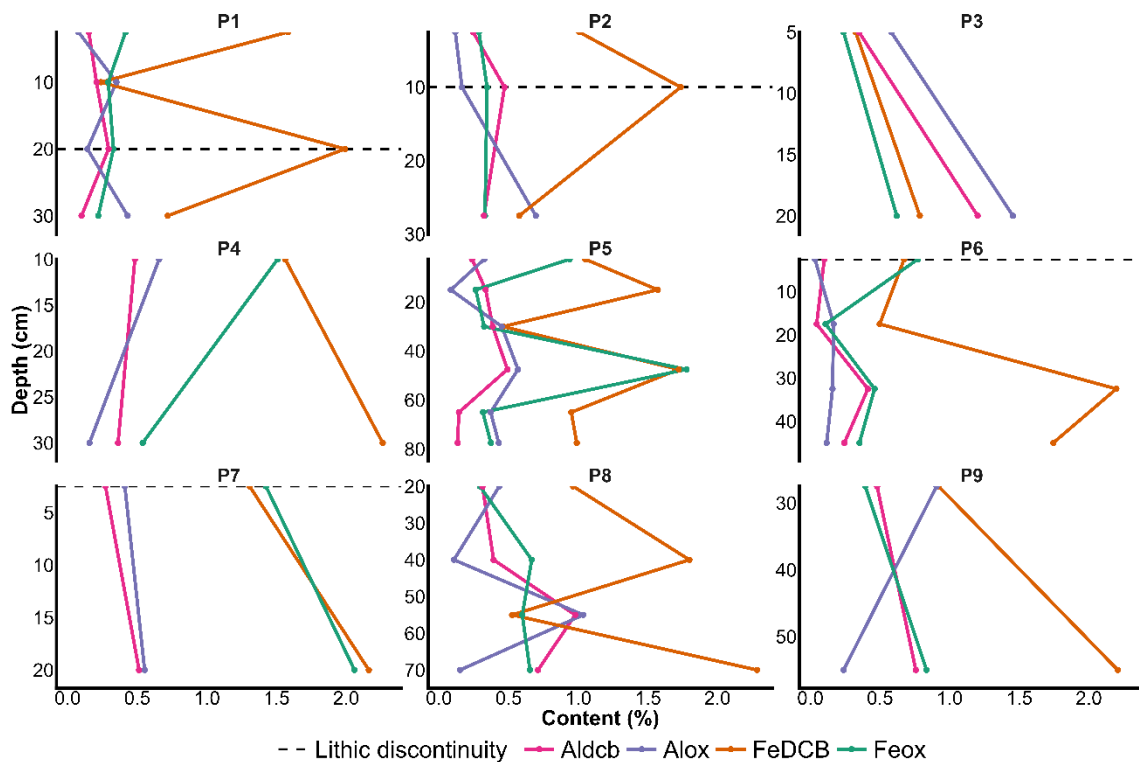 P1 P2 P3
10 20 30
10 20 30
5 10 15 20
P4 P5 P6
Depth (cm)
10 15 20 25 30
20 40 60 80
10 20 30 40
P7 P8 P9
5 10 15 20
20 30 40 50 60 70
30 40 50
0.0 0.5 1.0 1.5 2.0 0.0 0.5 1.0 1.5 2.0 0.0 0.5 1.0 1.5 2.0
Content (%)
Lithic discontinuity Aldcb Alox FeDCB Feox